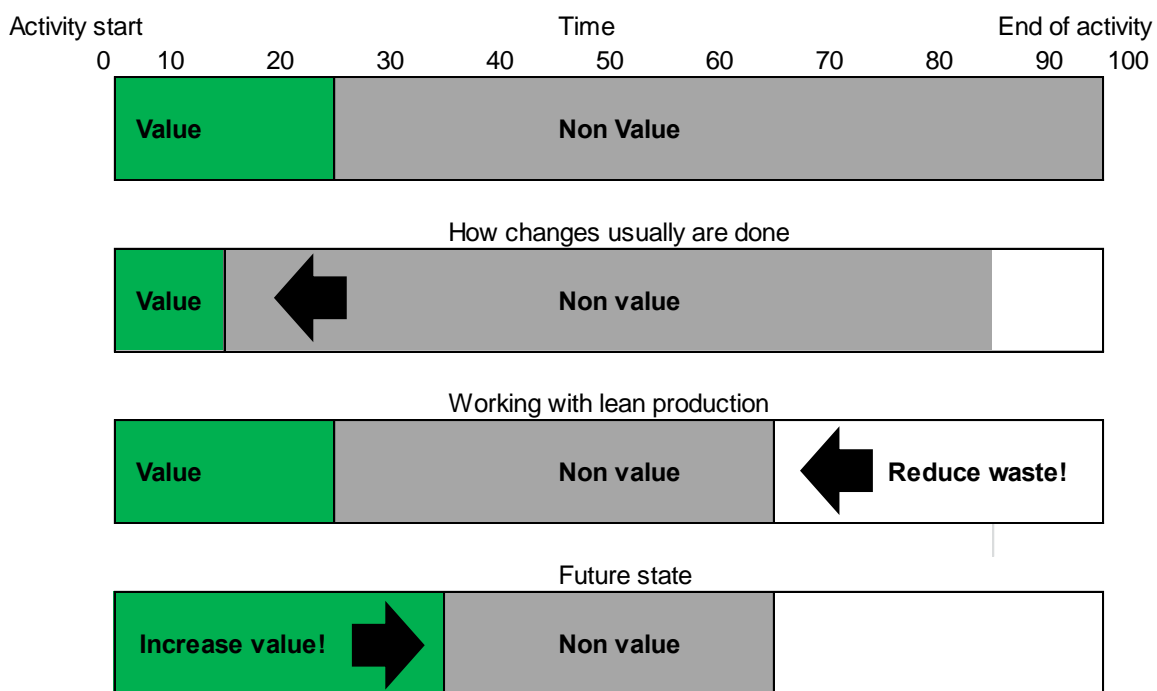 Activity start Time End of activity
0 10 20 30 40 50 60 70 80 90 100
Value Non Value
How changes usually are done
Value Non value
Working with lean production
Value Non value Reduce waste!
Future state
Increase value! Non value